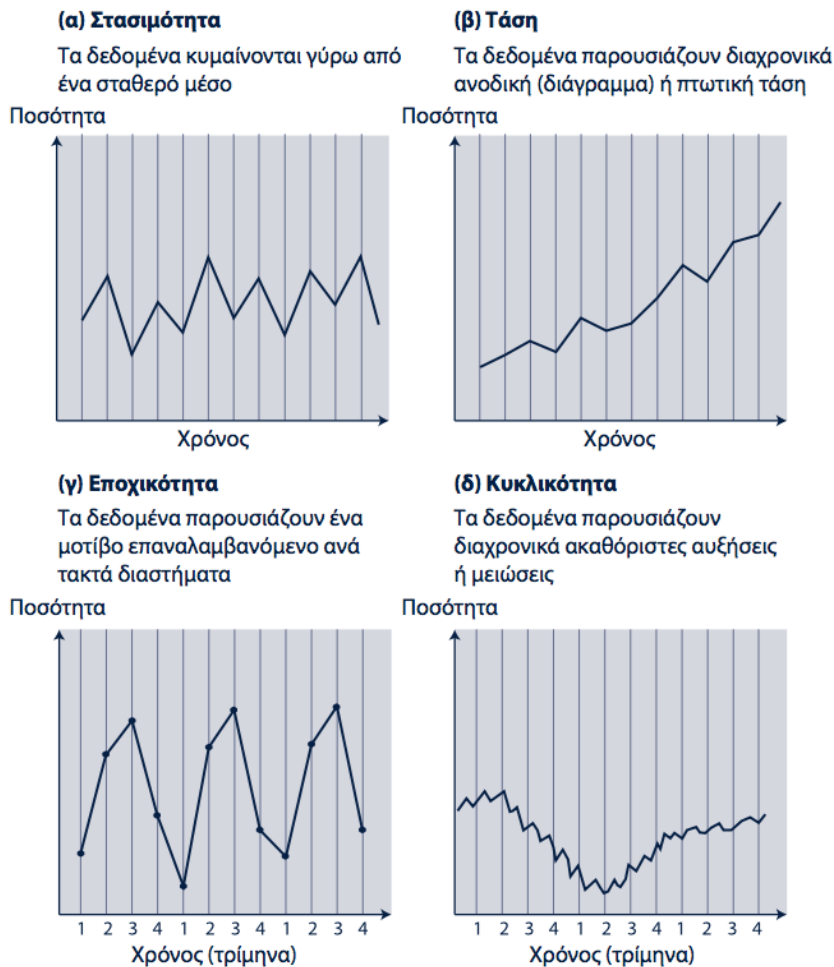 (α) Στασιμότητα
Τα δεδομένα κυμαίνονται γύρω από
ένα σταθερό μέσο
Ποσότητα
Χρόνος
(β) Τάση
Τα δεδομένα παρουσιάζουν διαχρονικά
ανοδική (διάγραμμα) ή πτωτική τάση
Ποσότητα
Χρόνος
(γ) Εποχικότητα
Τα δεδομένα παρουσιάζουν ένα
μοτίβο επαναλαμβανόμενο ανά
τακτά διαστήματα
Ποσότητα
1 2 3 4 1 2 3 4 1 2 3 4
Χρόνος (τρίμηνα)
(δ) Κυκλικότητα
Τα δεδομένα παρουσιάζουν
διαχρονικά ακαθόριστες αυξήσεις
ή μειώσεις
Ποσότητα
1 2 3 4 1 2 3 4 1 2 3 4
Χρόνος (τρίμηνα)